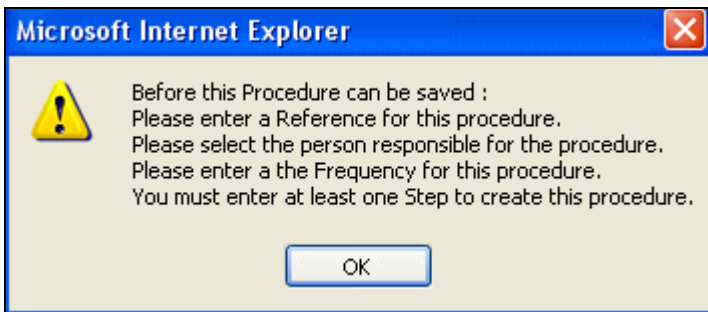 Microsoft Internet Explorer
Before this Procedure can be saved :
Please enter a Reference for this procedure.
Please select the person responsible for the procedure.
Please enter a the Frequency for this procedure.
You must enter at least one Step to create this procedure.
OK